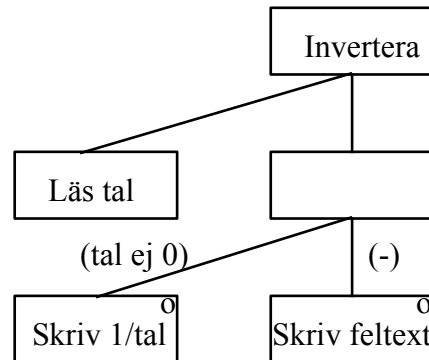 Invertera
Läs tal
(tal ej 0)
(-)
o
o
Skriv 1/tal
Skriv feltext